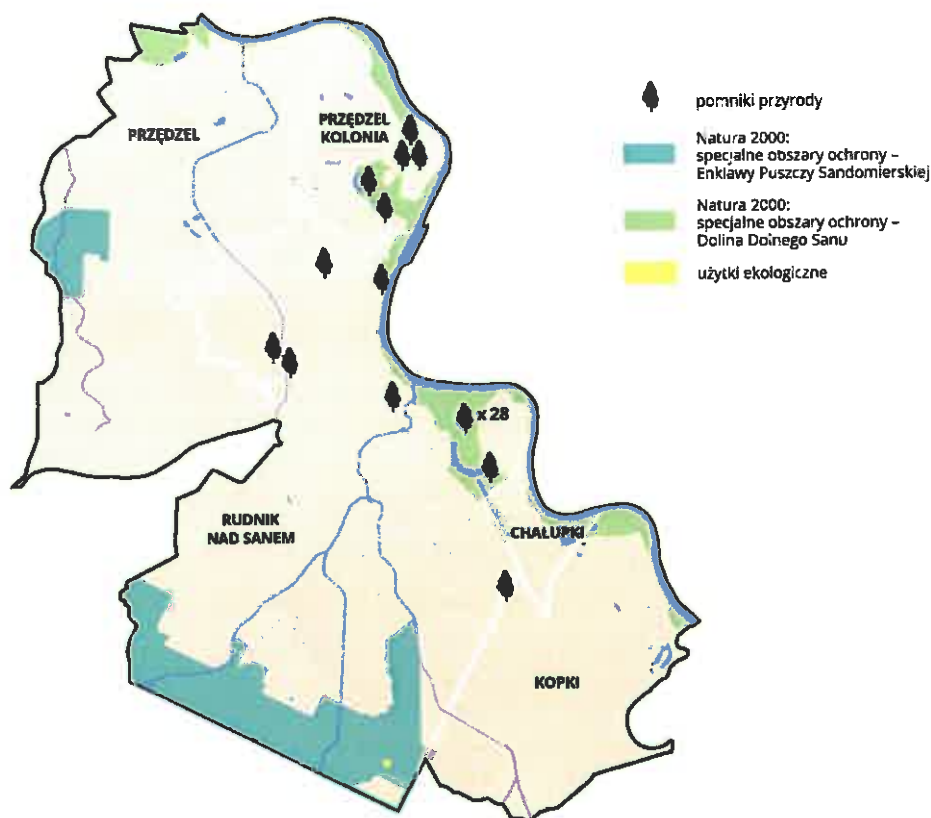 PRZĘDZEL
PRZĘDZEL
KOLONIA
x 28
RUDNIK
NAD SANEM
CHAŁUPKI
KOPKI
pomniki przyrody
Natura 2000:
specjalne obszary ochrony –
Enklawy Puszczy Sandomierskiej
Natura 2000:
specjalne obszary ochrony –
Dolina Dolnego Sanu
użytki ekologiczne